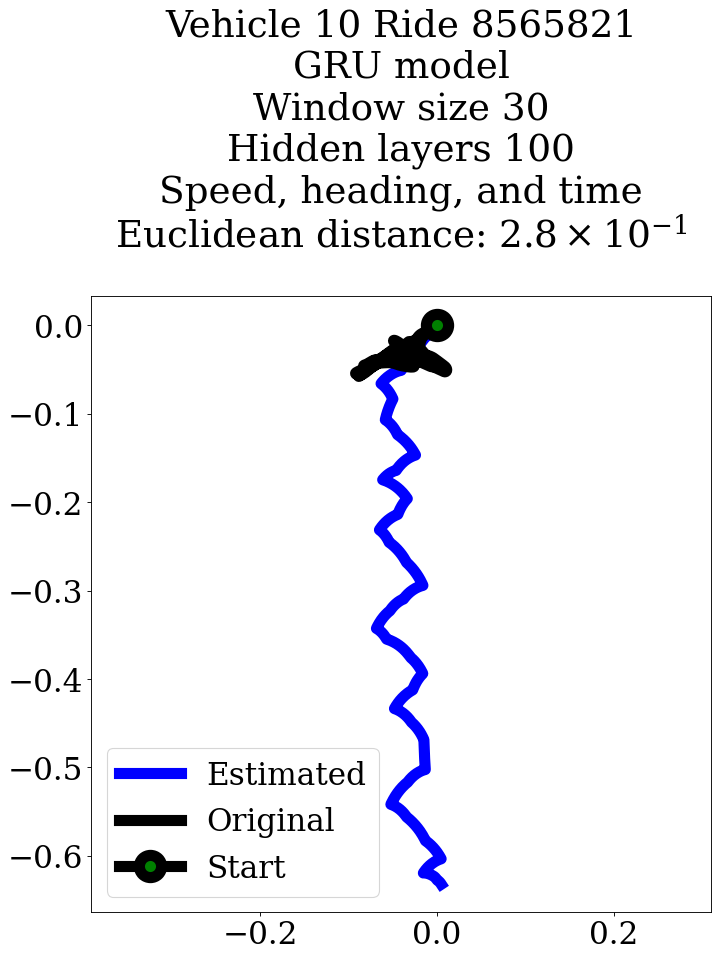 Vehicle 10 Ride 8565821
GRU model
Window size 30
Hidden layers 100
Speed, heading, and time
Euclidean distance: 2.8 × 10⁻¹
0.0
−0.1
−0.2
−0.3
−0.4
−0.5
−0.6
Estimated
Original
Start
−0.2 0.0 0.2